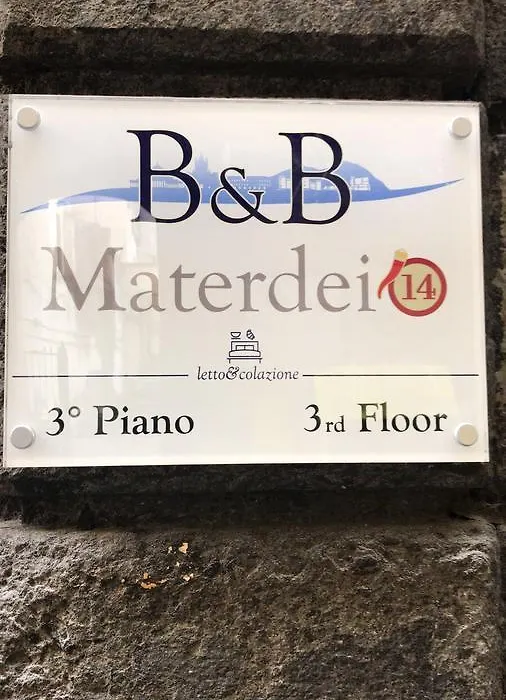 B&B
Materdei 14
letto&colazione
3° Piano 3rd Floor